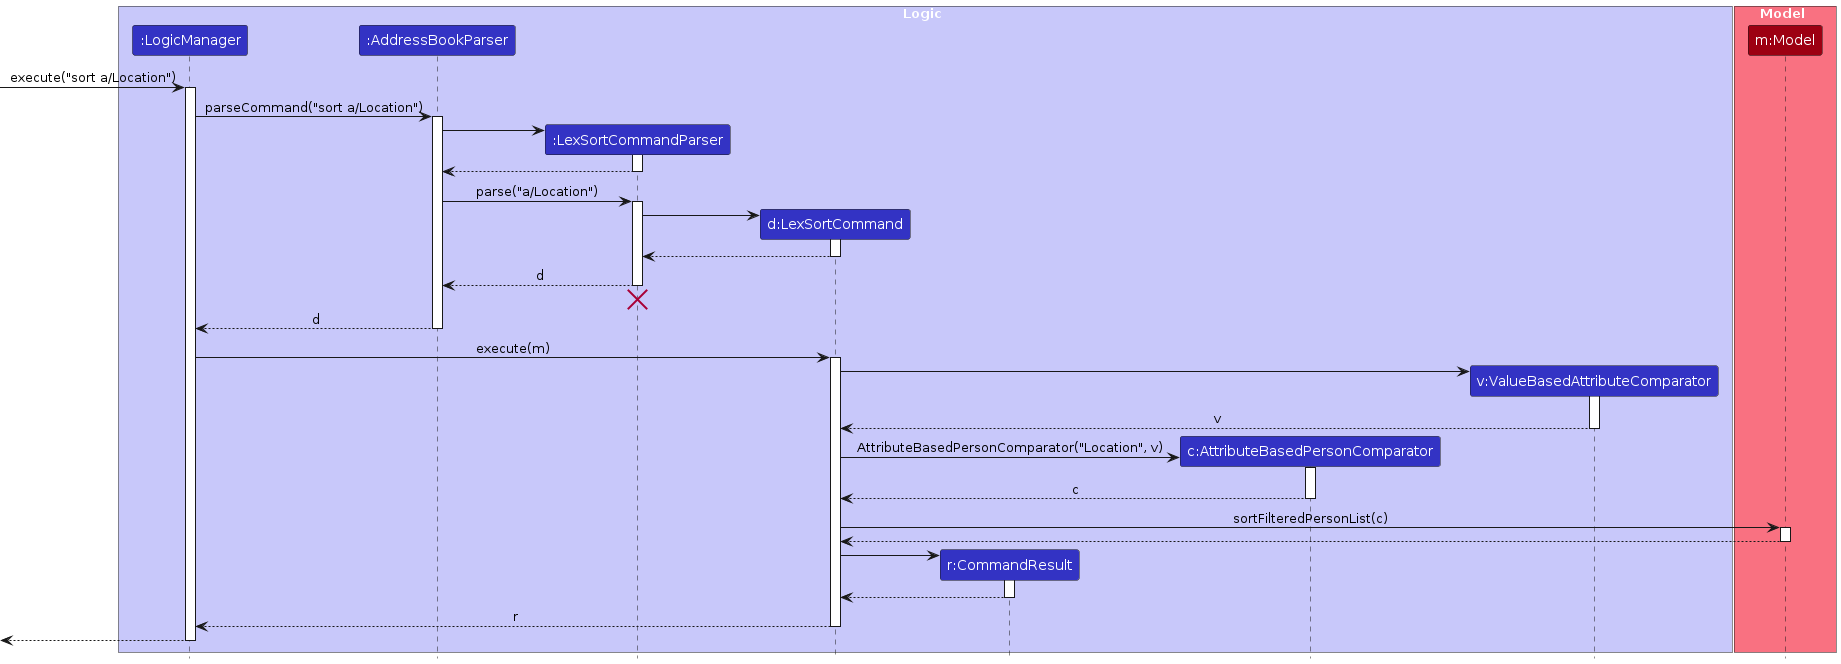 Logic
Model
:LogicManager
:AddressBookParser
m:Model
execute("sort a/Location")
parseCommand("sort a/Location")
:LexSortCommandParser
parse("a/Location")
d:LexSortCommand
d
d
execute(m)
v:ValueBasedAttributeComparator
v
AttributeBasedPersonComparator("Location", v)
c:AttributeBasedPersonComparator
c
sortFilteredPersonList(c)
r:CommandResult
r